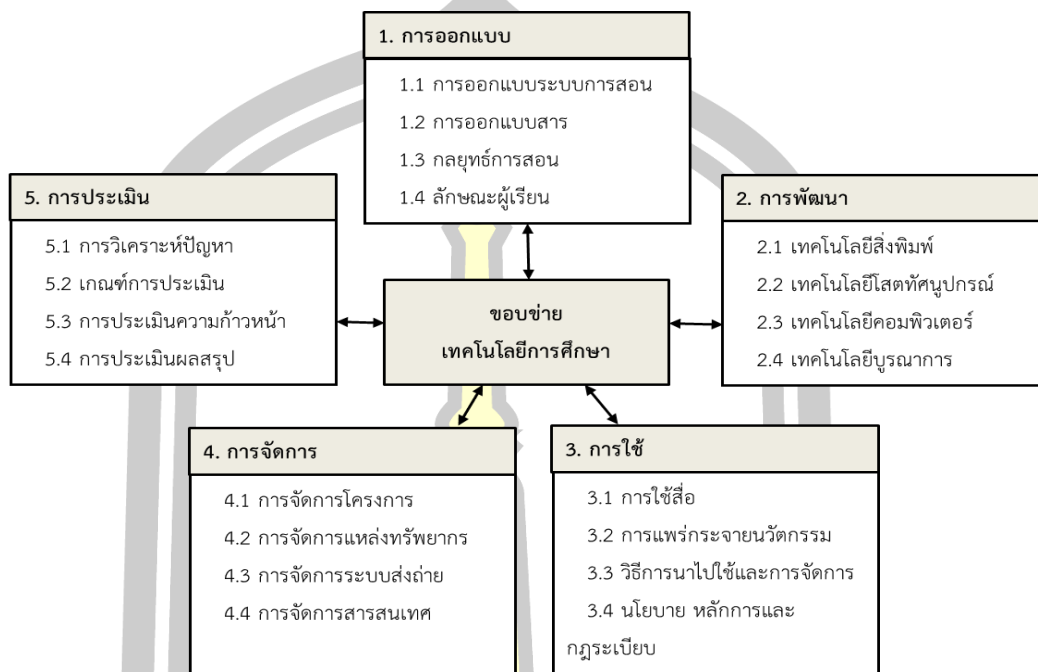 1. การออกแบบ
1.1 การออกแบบระบบการสอน
1.2 การออกแบบสาร
1.3 กลยุทธ์การสอน
1.4 ลักษณะผู้เรียน
5. การประเมิน
5.1 การวิเคราะห์ปัญหา
5.2 เกณฑ์การประเมิน
5.3 การประเมินความก้าวหน้า
5.4 การประเมินผลสรุป
ขอบข่าย
เทคโนโลยีการศึกษา
2. การพัฒนา
2.1 เทคโนโลยีสิ่งพิมพ์
2.2 เทคโนโลยีโสตทัศนูปกรณ์
2.3 เทคโนโลยีคอมพิวเตอร์
2.4 เทคโนโลยีบูรณาการ
4. การจัดการ
4.1 การจัดการโครงการ
4.2 การจัดการแหล่งทรัพยากร
4.3 การจัดการระบบส่งถ่าย
4.4 การจัดการสารสนเทศ
3. การใช้
3.1 การใช้สื่อ
3.2 การแพร่กระจายนวัตกรรม
3.3 วิธีการนาไปใช้และการจัดการ
3.4 นโยบาย หลักการและ
กฎระเบียบ